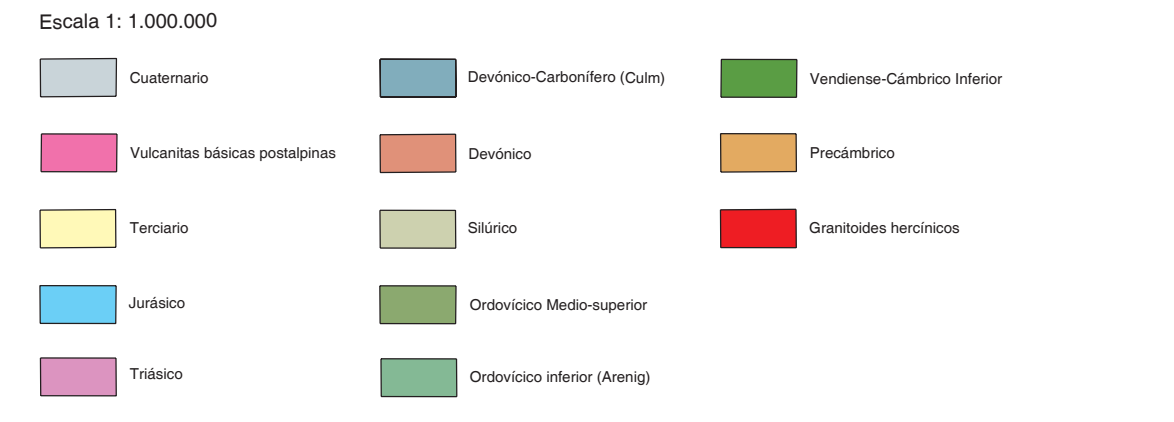 Escala 1: 1.000.000
Cuaternario
Vulcanitas básicas postalpinas
Terciario
Jurásico
Triásico
Devónico-Carbonífero (Culm)
Devónico
Silúrico
Ordovícico Medio-superior
Ordovícico inferior (Arenig)
Vendiense-Cámbrico Inferior
Precámbrico
Granitoides hercínicos